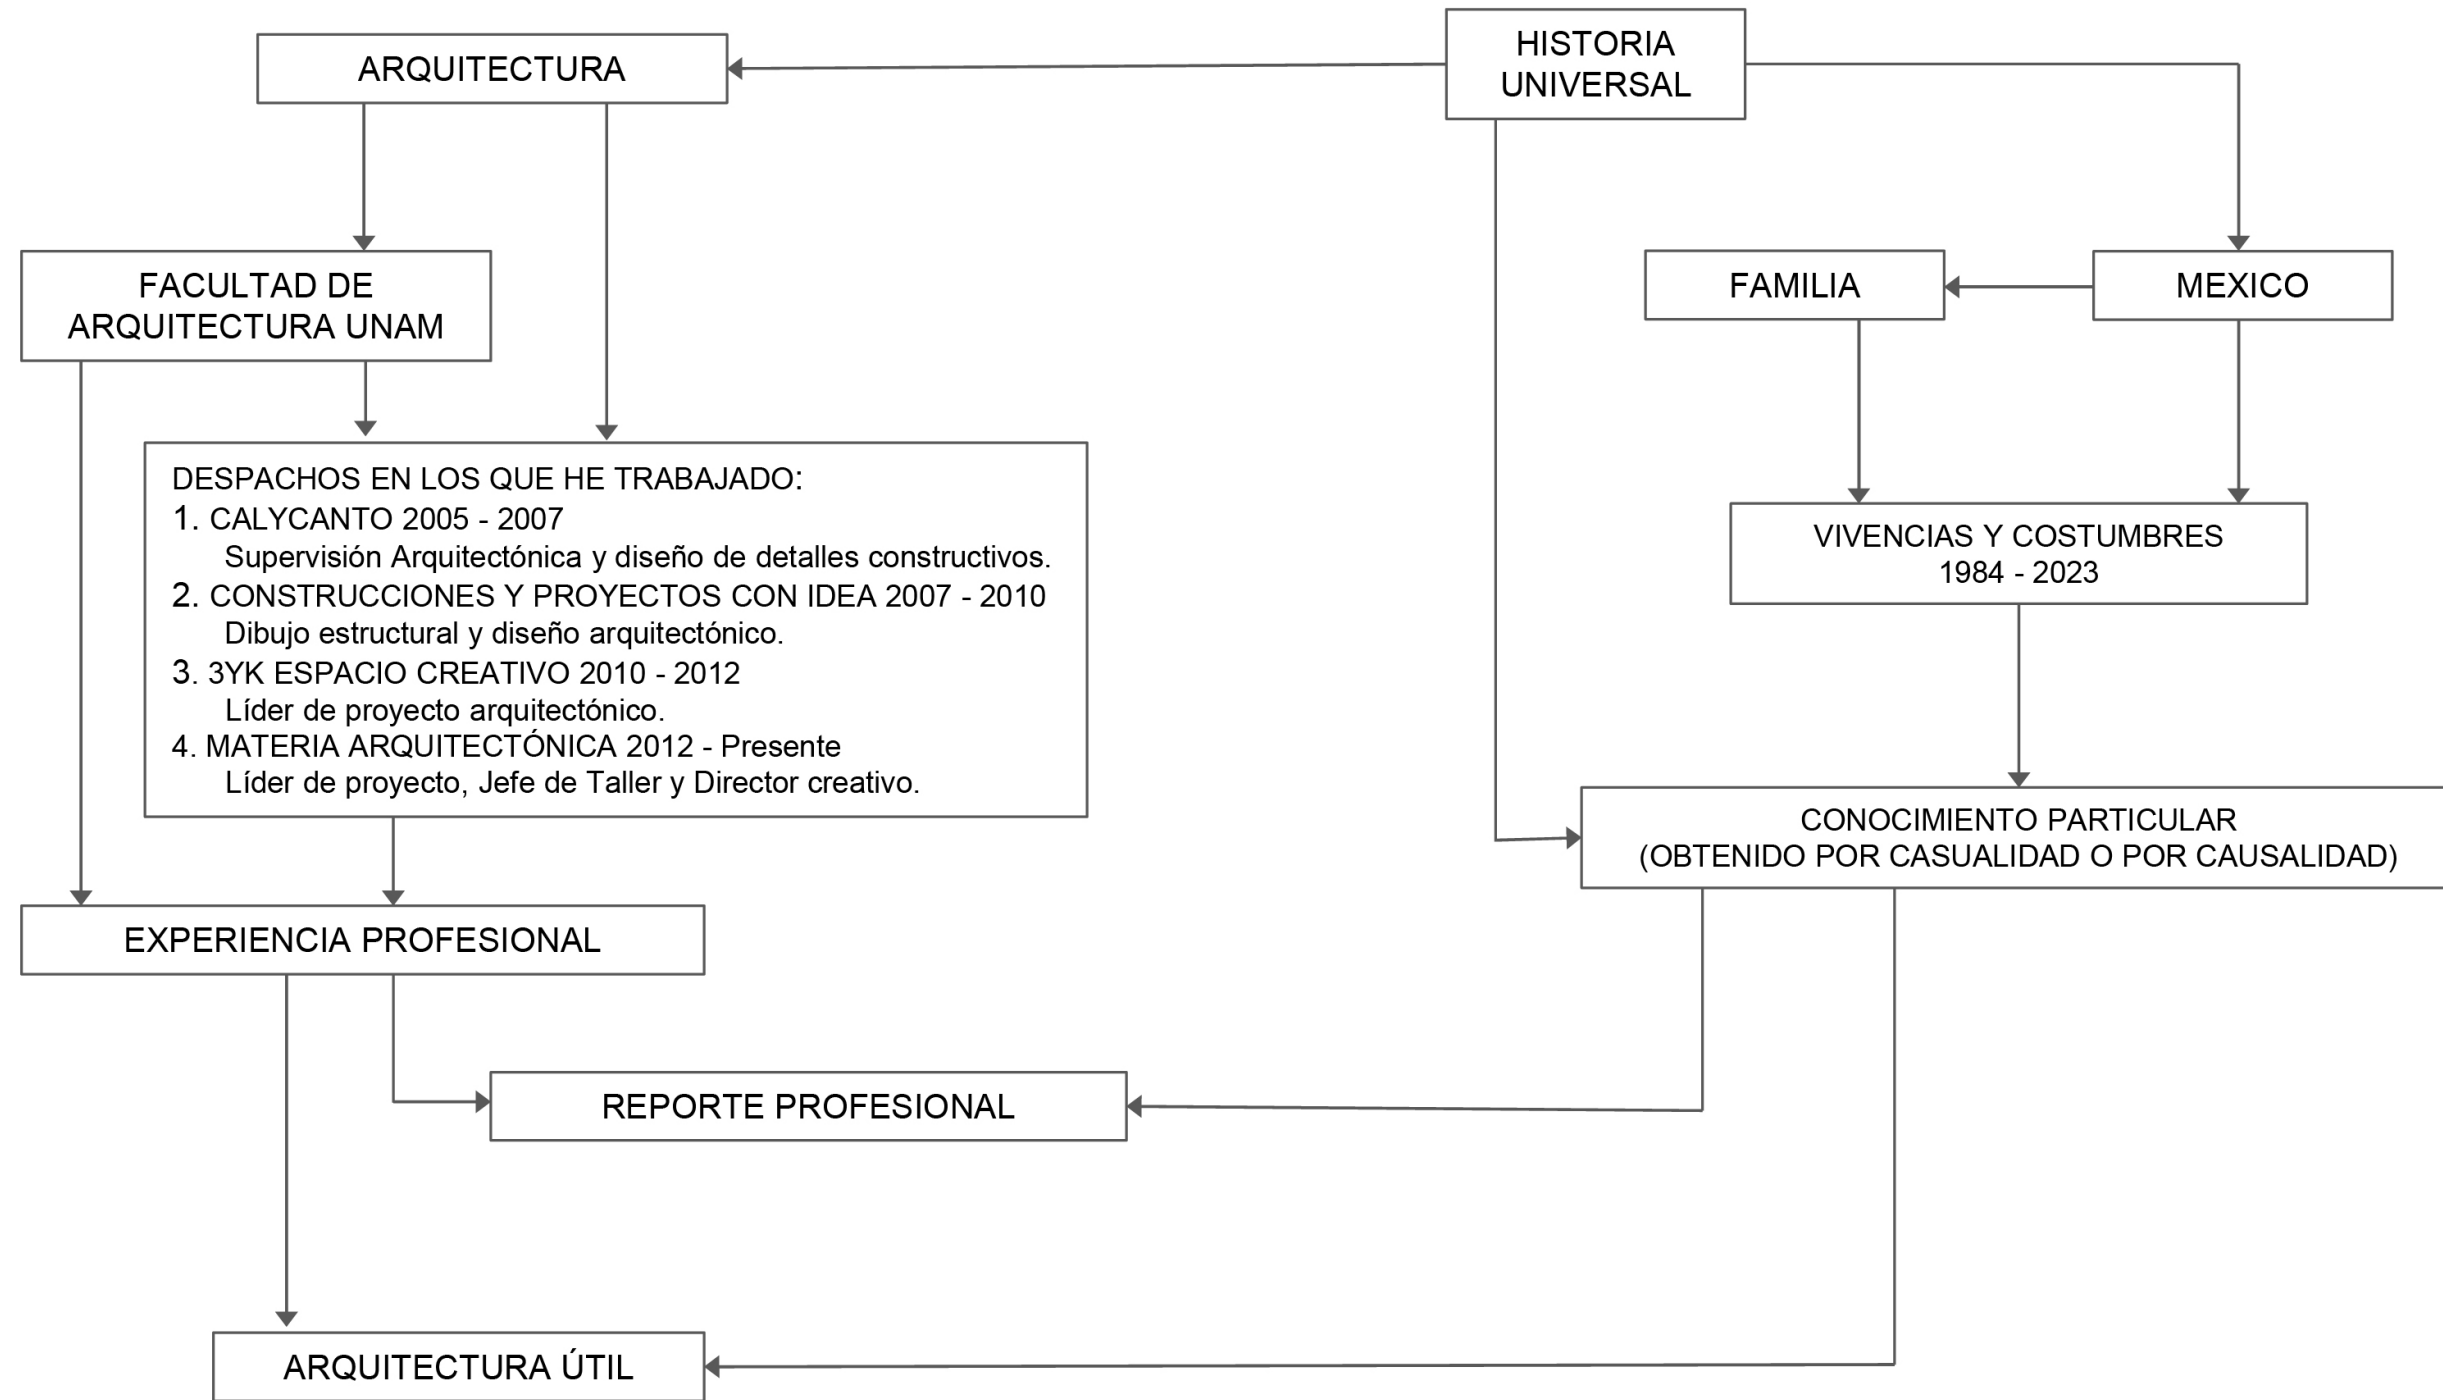 ARQUITECTURA
HISTORIA
UNIVERSAL
FACULTAD DE
ARQUITECTURA UNAM
FAMILIA
MEXICO
DESPACHOS EN LOS QUE HE TRABAJADO:
1. CALYCANTO 2005 - 2007
Supervisión Arquitectónica y diseño de detalles constructivos.
2. CONSTRUCCIONES Y PROYECTOS CON IDEA 2007 - 2010
Dibujo estructural y diseño arquitectónico.
3. 3YK ESPACIO CREATIVO 2010 - 2012
Líder de proyecto arquitectónico.
4. MATERIA ARQUITECTÓNICA 2012 - Presente
Líder de proyecto, Jefe de Taller y Director creativo.
VIVENCIAS Y COSTUMBRES
1984 - 2023
CONOCIMIENTO PARTICULAR
(OBTENIDO POR CASUALIDAD O POR CAUSALIDAD)
EXPERIENCIA PROFESIONAL
REPORTE PROFESIONAL
ARQUITECTURA ÚTIL